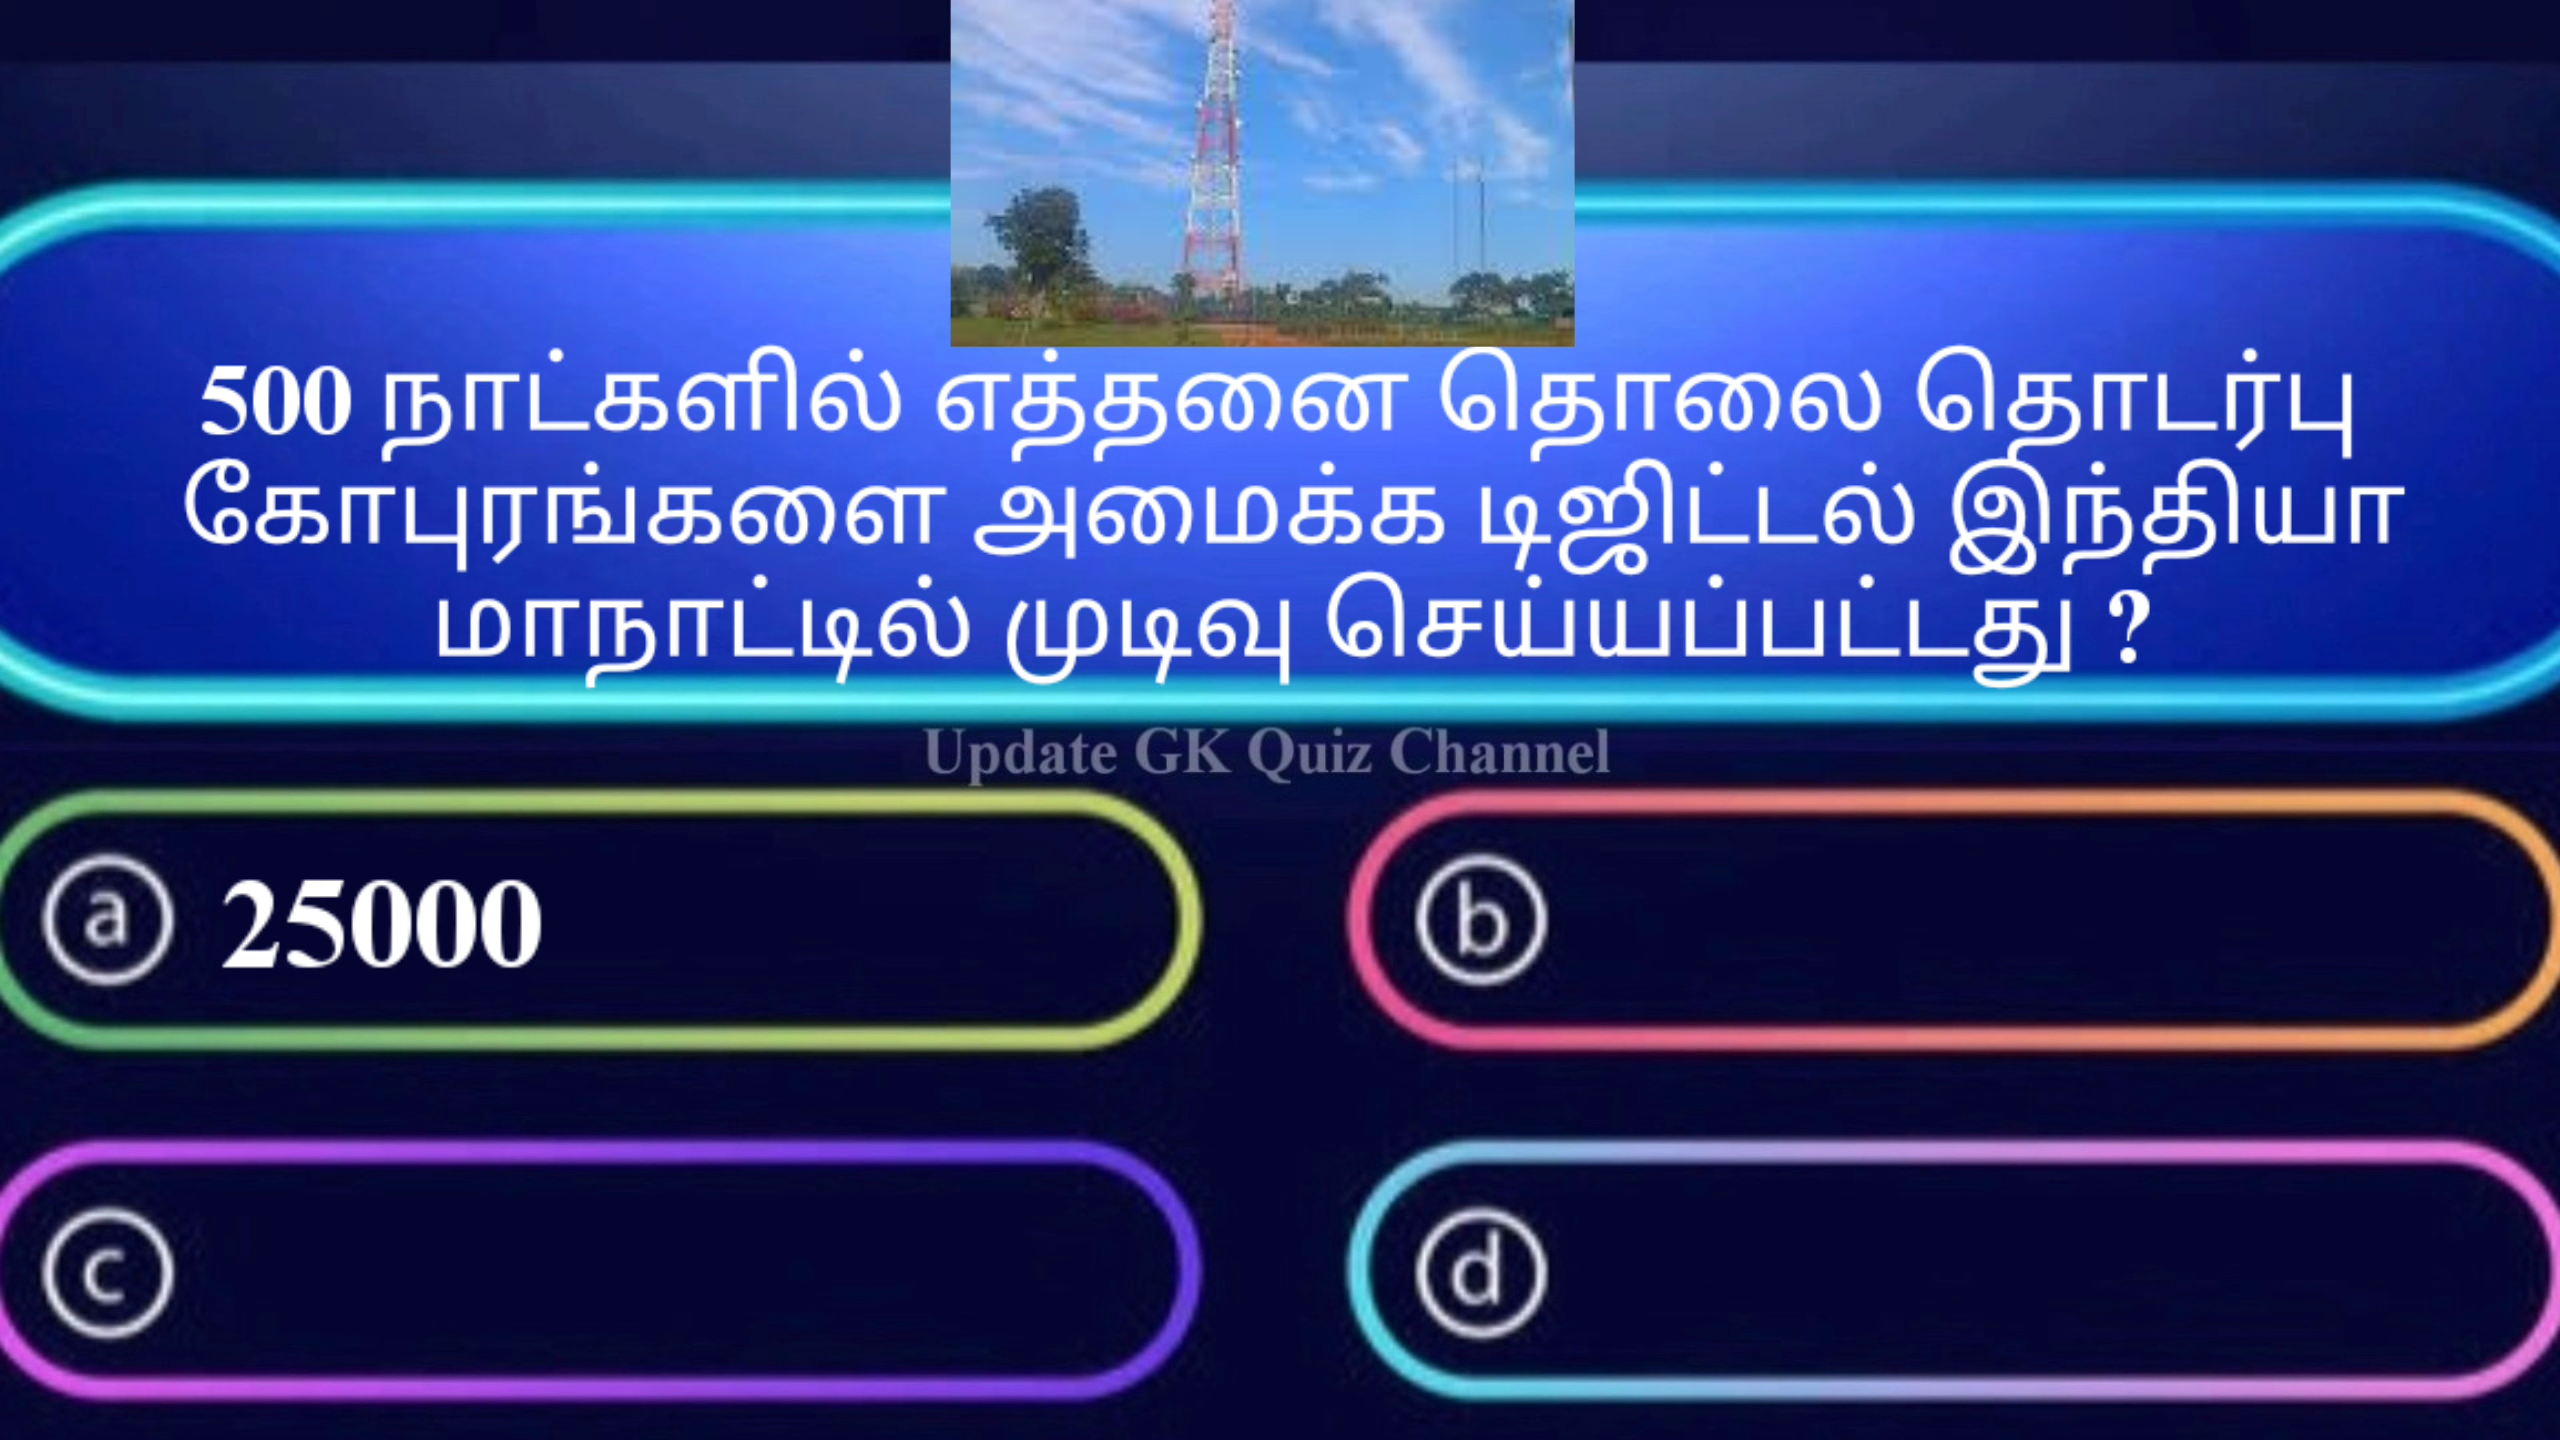 500 நாட்களில் எத்தனை தொலை தொடர்பு
கோபுரங்களை அமைக்க டிஜிட்டல் இந்தியா
மாநாட்டில் முடிவு செய்யப்பட்டது ?
Update GK Quiz Channel
a 25000
b
c
d